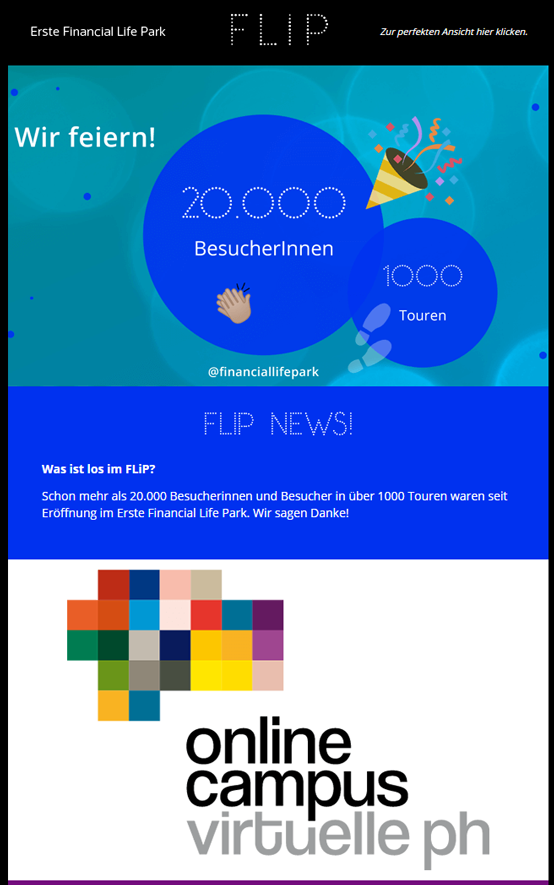 Erste Financial Life Park
FLiP
Zur perfekten Ansicht hier klicken.
Wir feiern!
20.000
BesucherInnen
1000
Touren
@financiallifepark
FLIP NEWS!
Was ist los im FLiP?
Schon mehr als 20.000 Besucherinnen und Besucher in über 1000 Touren waren seit
Eröffnung im Erste Financial Life Park. Wir sagen Danke!
online
campus
virtuelle ph